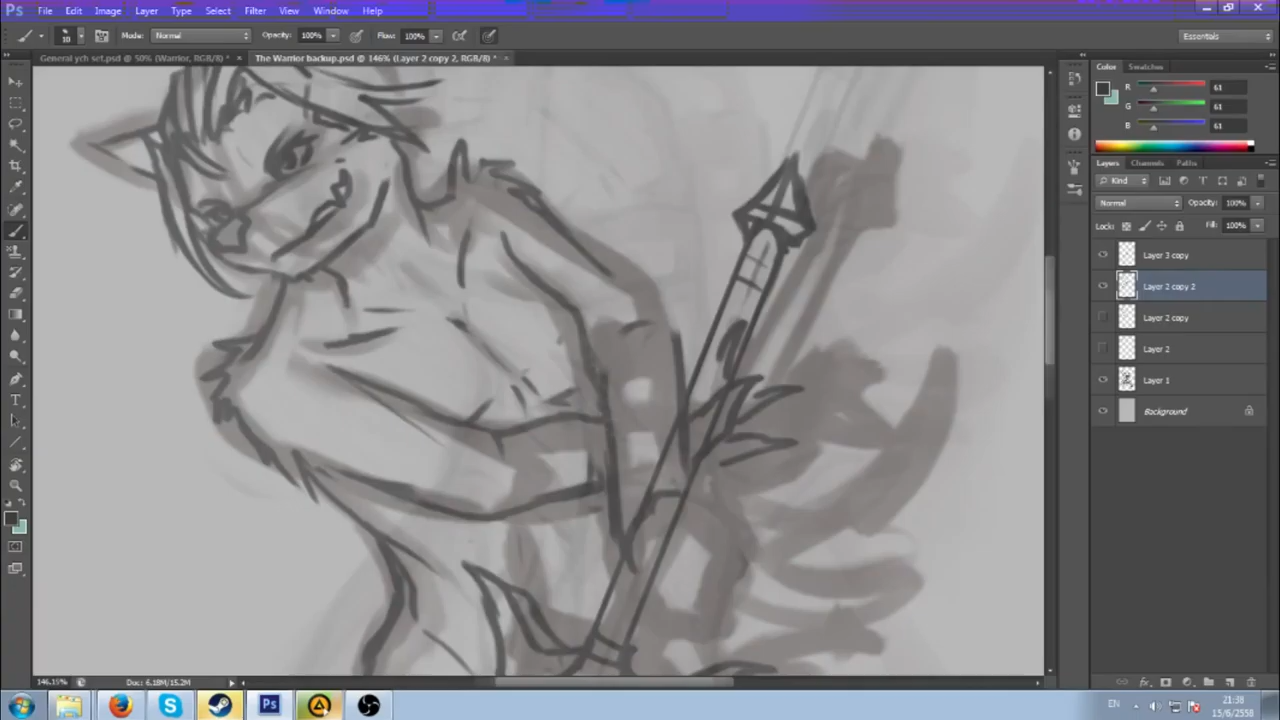 Ps File Edit Image Layer Type Select Filter View Window Help
10 Mode: Normal Opacity: 100% Flow: 100% Essentials
General ych set.psd @ 50% (Warrior, RGB/8) * × The Warrior backup.psd @ 146% (Layer 2 copy 2, RGB/8) * ×
Color Swatches
R 61
G 61
B 61
Layers Channels Paths
Kind
Normal Opacity: 100%
Lock: Fill: 100%
Layer 3 copy
Layer 2 copy 2
Layer 2 copy
Layer 2
Layer 1
Background
146.15% Doc: 6.18M/15.2M
Ps EN 21:38
15/6/2558